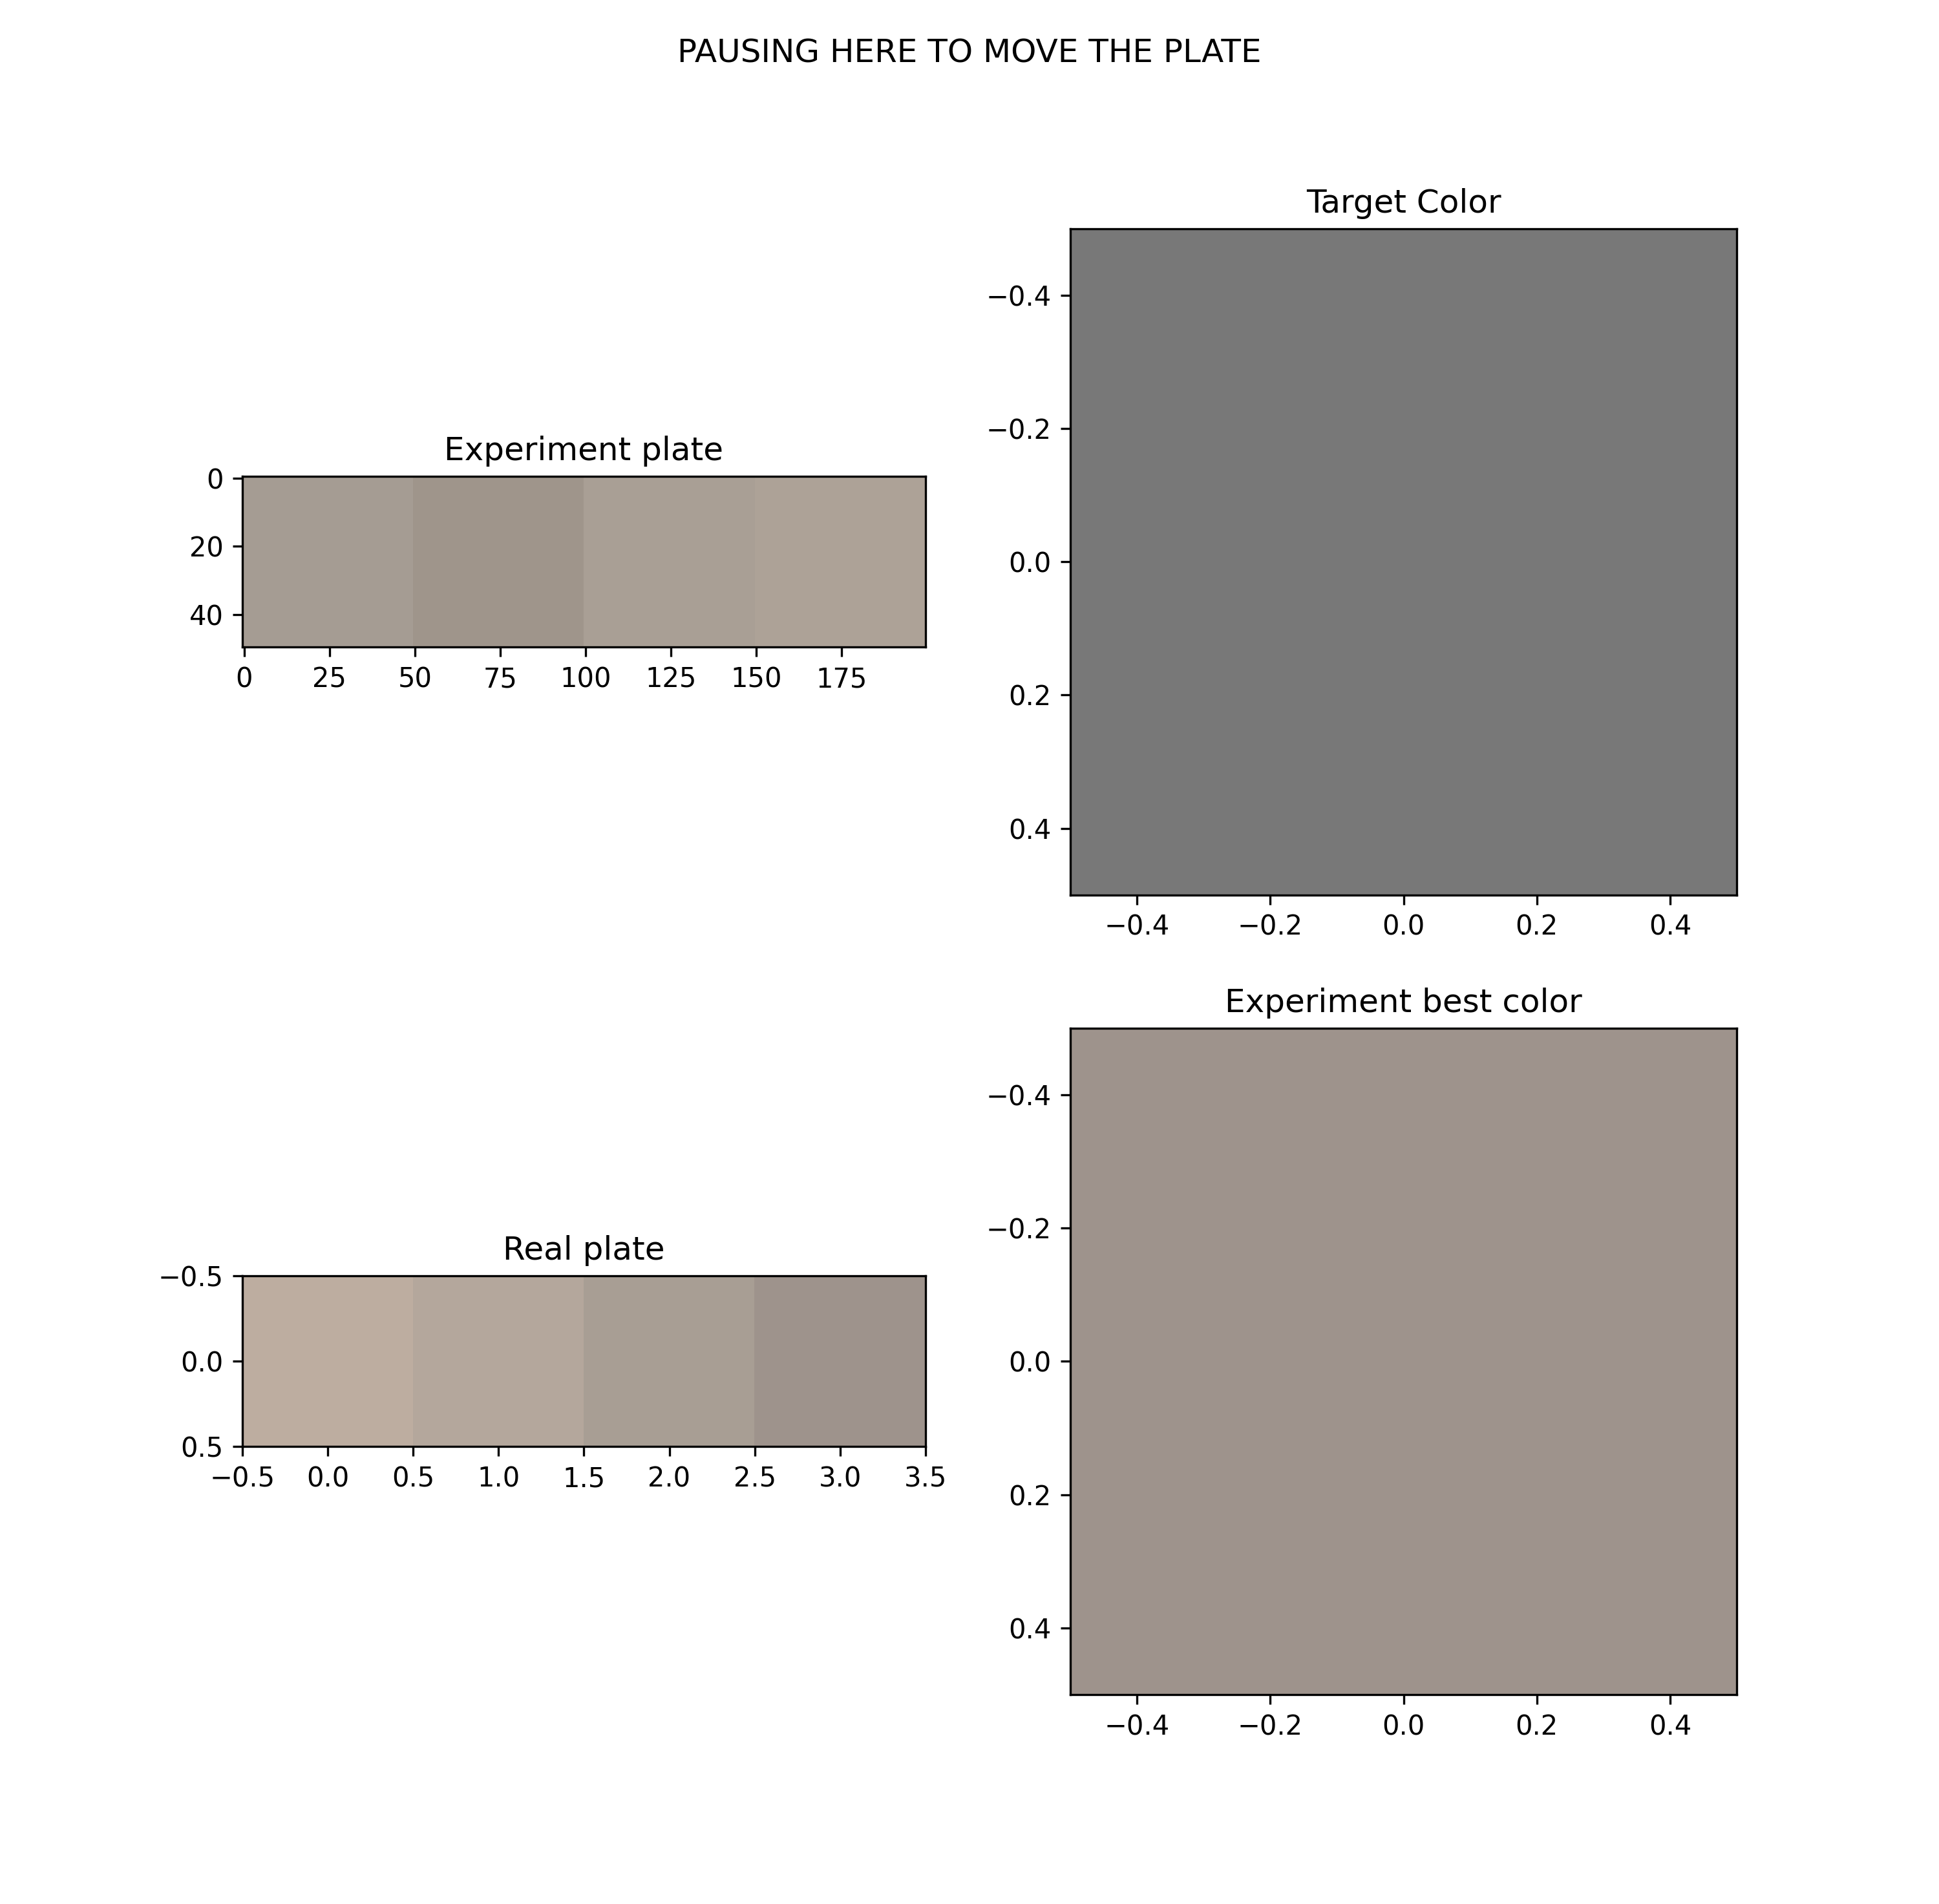 PAUSING HERE TO MOVE THE PLATE
Experiment plate
0
20
40
0 25 50 75 100 125 150 175
Target Color
−0.4
−0.2
0.0
0.2
0.4
−0.4 −0.2 0.0 0.2 0.4
Real plate
−0.5
0.0
0.5
−0.5 0.0 0.5 1.0 1.5 2.0 2.5 3.0 3.5
Experiment best color
−0.4
−0.2
0.0
0.2
0.4
−0.4 −0.2 0.0 0.2 0.4